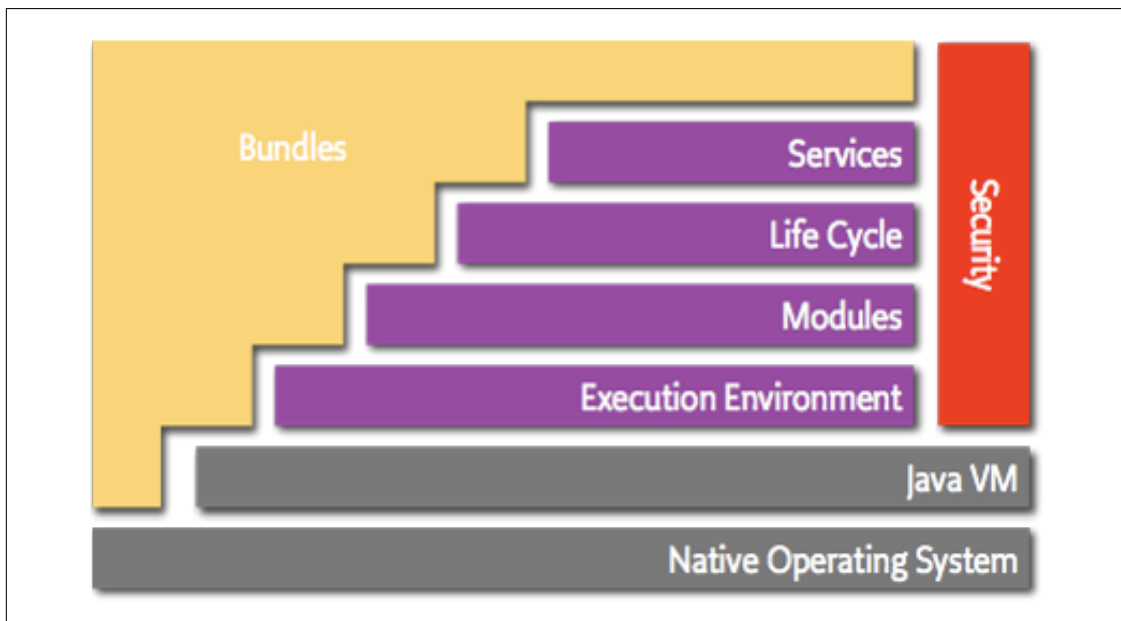 Bundles
Services
Life Cycle
Modules
Execution Environment
Java VM
Native Operating System
Security